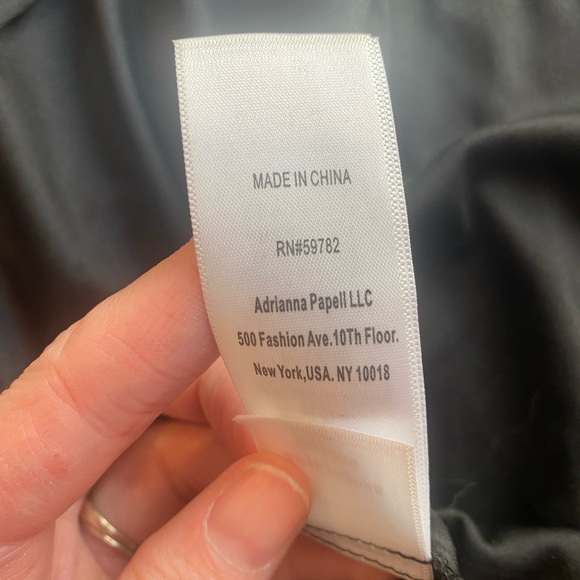 MADE IN CHINA
RN#59782
Adrianna Papell LLC
500 Fashion Ave.10Th Floor.
New York,USA. NY 10018